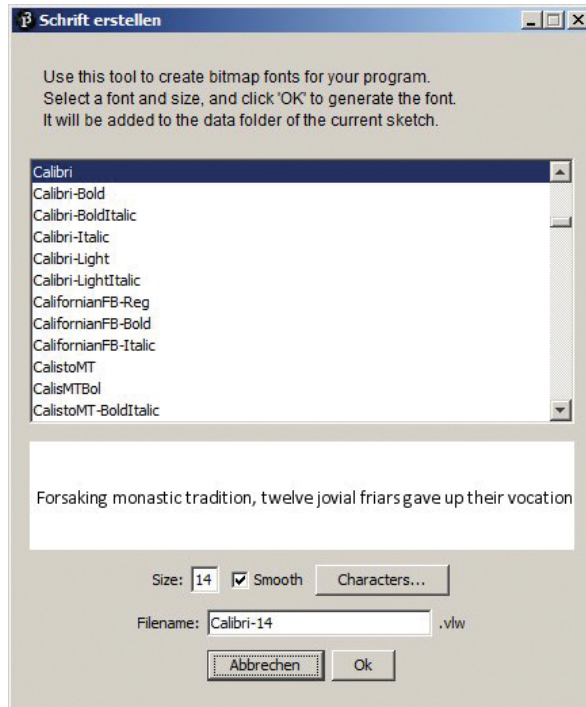 Schrift erstellen
Use this tool to create bitmap fonts for your program.
Select a font and size, and click 'OK' to generate the font.
It will be added to the data folder of the current sketch.
Calibri
Calibri-Bold
Calibri-BoldItalic
Calibri-Italic
Calibri-Light
Calibri-LightItalic
CalifornianFB-Reg
CalifornianFB-Bold
CalifornianFB-Italic
CalistoMT
CalisMTBol
CalistoMT-BoldItalic
Forsaking monastic tradition, twelve jovial friars gave up their vocation
Size: 14 Smooth Characters...
Filename: Calibri-14 .vlw
Abbrechen Ok